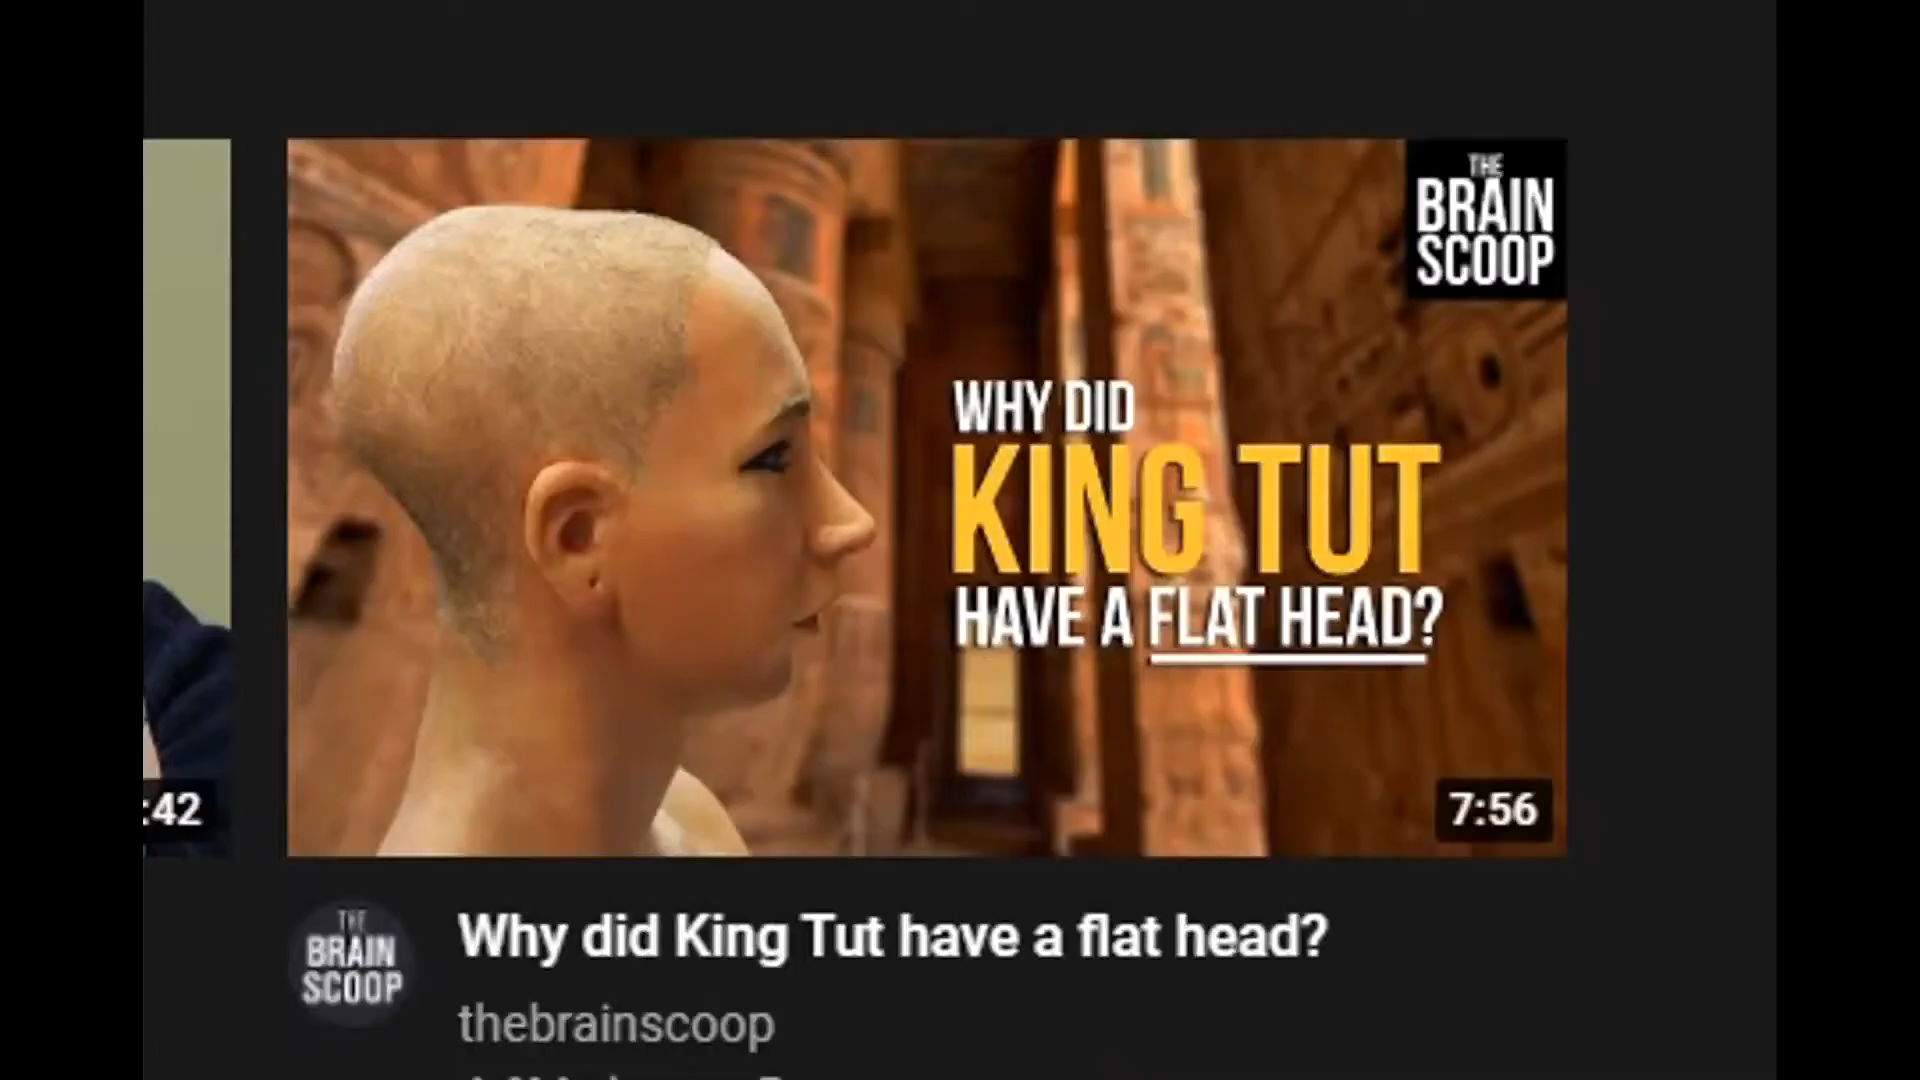 THE
BRAIN
SCOOP
WHY DID
KING TUT
HAVE A FLAT HEAD?
:42
7:56
THE
BRAIN
SCOOP
Why did King Tut have a flat head?
thebrainscoop